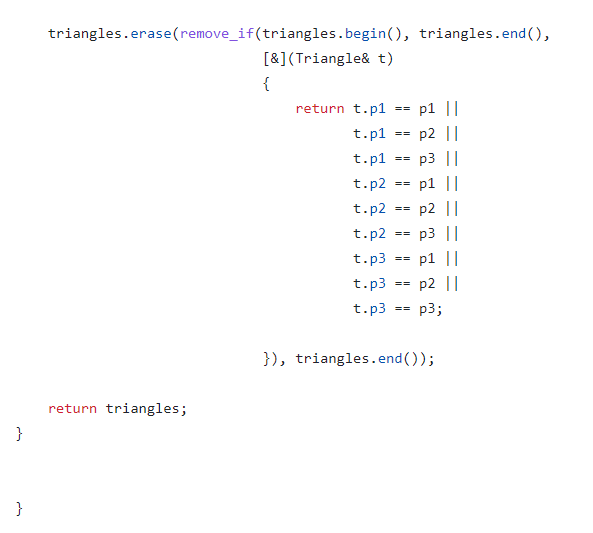 triangles.erase(remove_if(triangles.begin(), triangles.end(),
[&](Triangle& t)
{
return t.p1 == p1 ||
t.p1 == p2 ||
t.p1 == p3 ||
t.p2 == p1 ||
t.p2 == p2 ||
t.p2 == p3 ||
t.p3 == p1 ||
t.p3 == p2 ||
t.p3 == p3;
}), triangles.end());
return triangles;
}
}